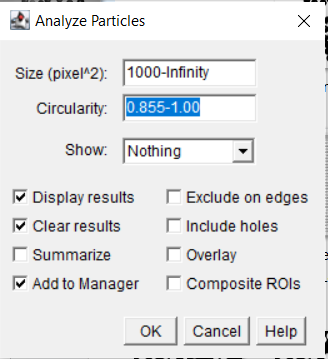 Analyze Particles
Size (pixel^2): 1000-Infinity
Circularity: 0.855-1.00
Show: Nothing
Display results Exclude on edges
Clear results Include holes
Summarize Overlay
Add to Manager Composite ROIs
OK Cancel Help